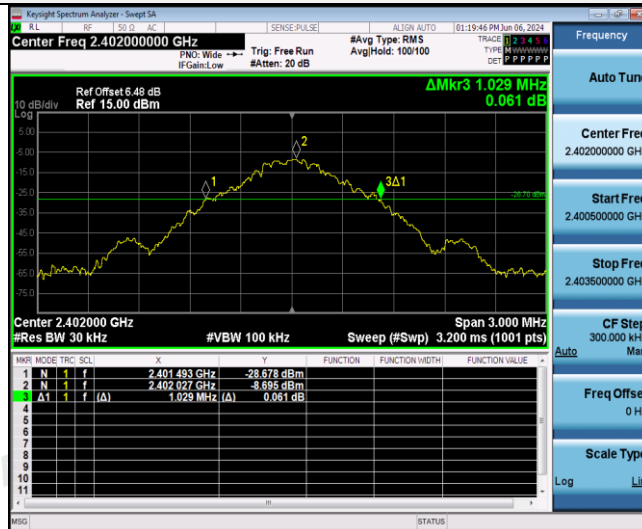 Keysight Spectrum Analyzer - Swept SA
RL RF 50 Ω AC SENSE:PULSE ALIGN AUTO 01:19:46 PM Jun 06, 2024
Center Freq 2.402000000 GHz
#Avg Type: RMS
TRACE 1 2 3 4 5 6
PNO: Wide Trig: Free Run Avg|Hold: 100/100
TYPE M WWWWW
IFGain:Low #Atten: 20 dB
DET P P P P P P
ΔMkr3 1.029 MHz
0.061 dB
Ref Offset 6.48 dB
10 dB/div Ref 15.00 dBm
Log
5.00
-5.00
-15.0
-25.0
-35.0
-45.0
-55.0
-65.0
-75.0
1
2
3Δ1
-28.70 dBm
Center 2.402000 GHz Span 3.000 MHz
#Res BW 30 kHz #VBW 100 kHz Sweep (#Swp) 3.200 ms (1001 pts)
MKR MODE TRC SCL X Y FUNCTION FUNCTION WIDTH FUNCTION VALUE
1 N 1 f 2.401 493 GHz -28.678 dBm
2 N 1 f 2.402 027 GHz -8.695 dBm
3 Δ1 1 f (Δ) 1.029 MHz (Δ) 0.061 dB
4
5
6
7
8
9
10
11
MSG STATUS
Frequency
Auto Tune
Center Freq
2.402000000 GH
Start Freq
2.400500000 GH
Stop Freq
2.403500000 GH
CF Step
300.000 kH
Auto Man
Freq Offset
0 H
Scale Type
Log Lin